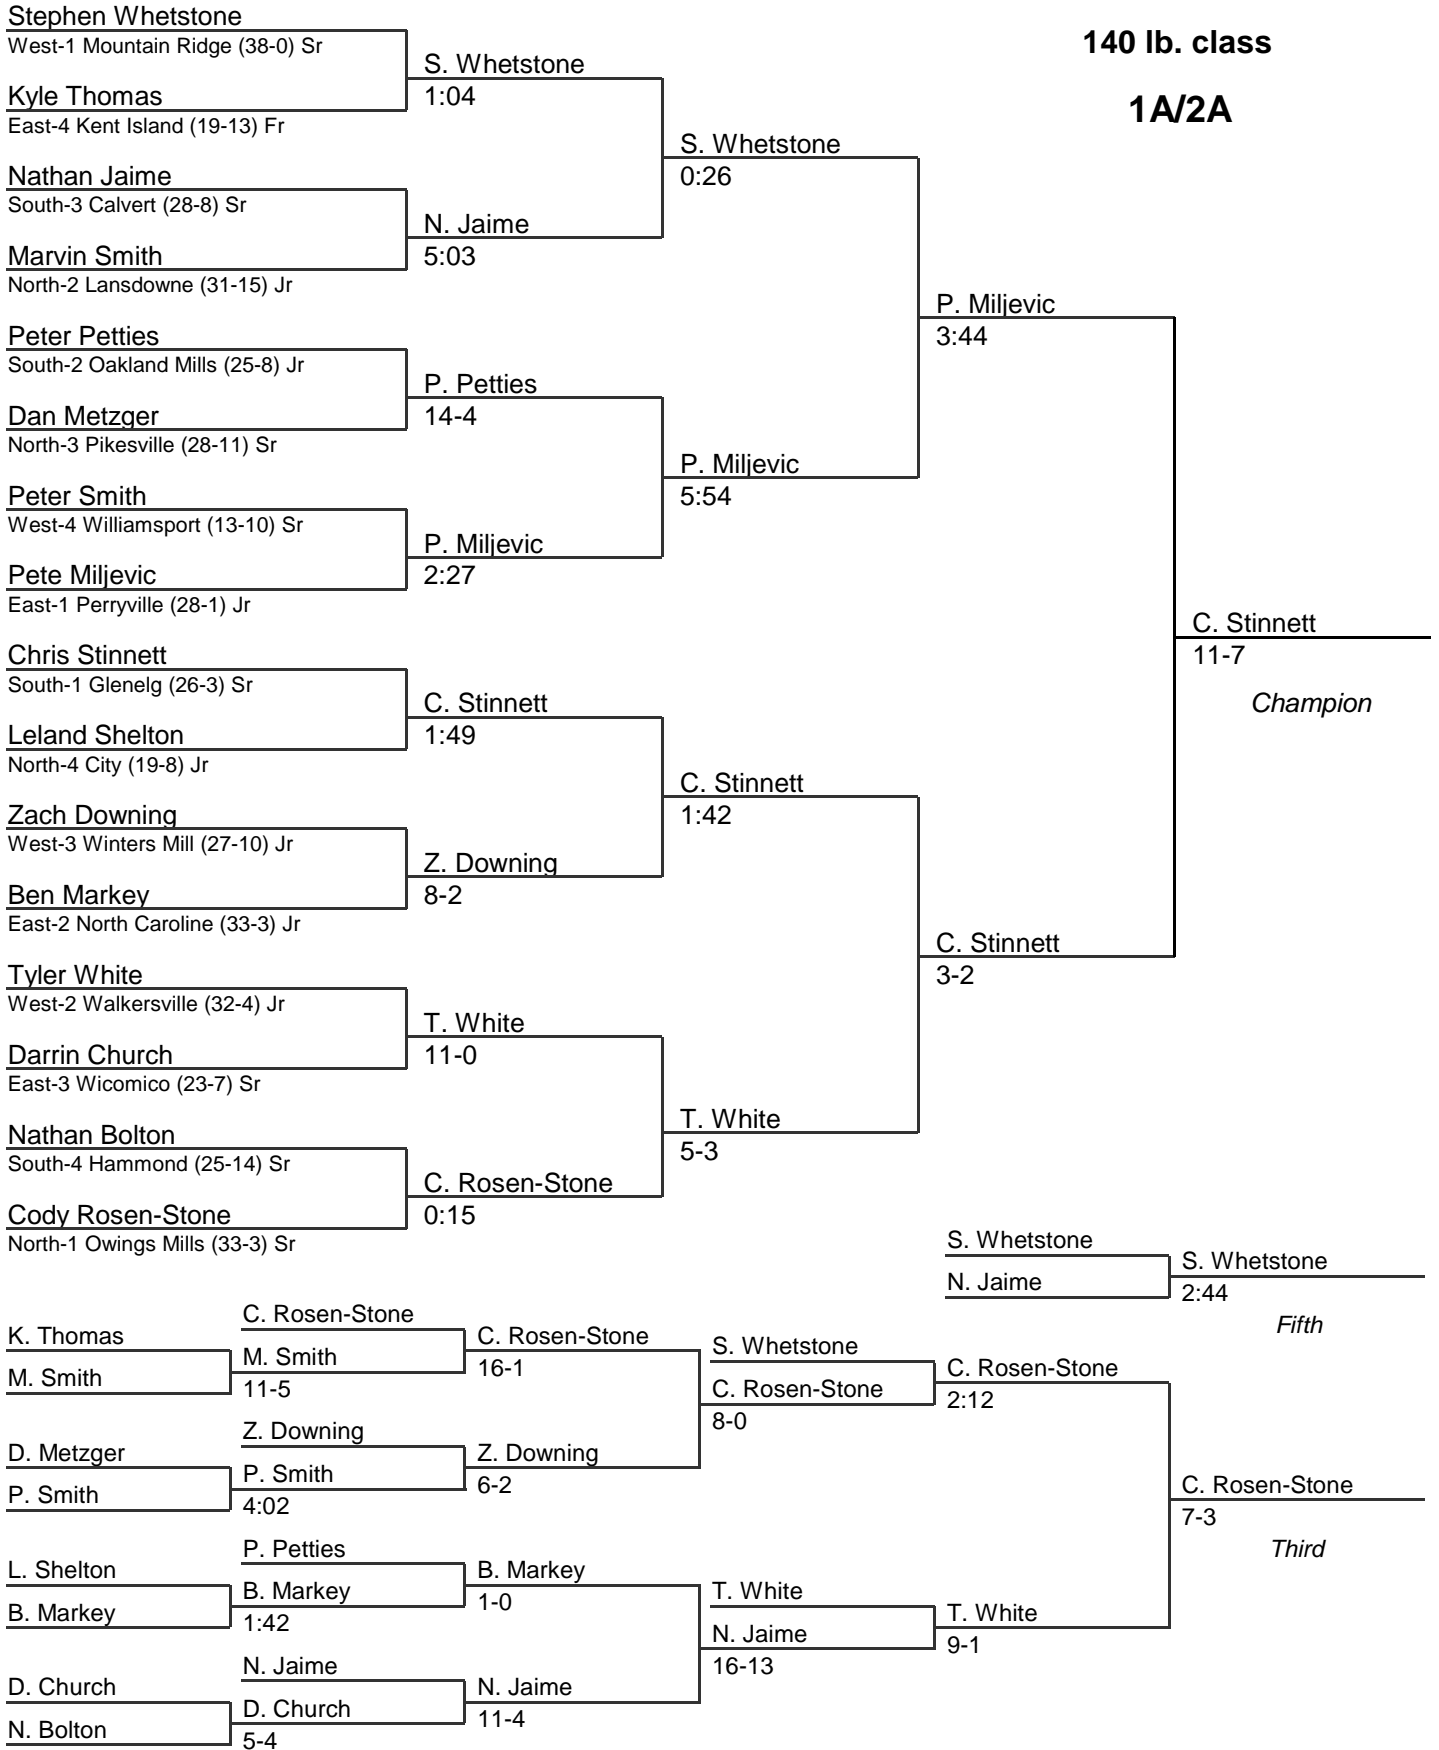 Stephen Whetstone
West-1 Mountain Ridge (38-0) Sr
140 lb. class
S. Whetstone
Kyle Thomas
1:04
1A/2A
East-4 Kent Island (19-13) Fr
S. Whetstone
Nathan Jaime
0:26
South-3 Calvert (28-8) Sr
N. Jaime
Marvin Smith
5:03
North-2 Lansdowne (31-15) Jr
P. Miljevic
Peter Petties
3:44
South-2 Oakland Mills (25-8) Jr
P. Petties
Dan Metzger
14-4
North-3 Pikesville (28-11) Sr
P. Miljevic
Peter Smith
5:54
West-4 Williamsport (13-10) Sr
P. Miljevic
Pete Miljevic
2:27
East-1 Perryville (28-1) Jr
C. Stinnett
Chris Stinnett
11-7
South-1 Glenelg (26-3) Sr
C. Stinnett
Champion
Leland Shelton
1:49
North-4 City (19-8) Jr
C. Stinnett
Zach Downing
1:42
West-3 Winters Mill (27-10) Jr
Z. Downing
Ben Markey
8-2
East-2 North Caroline (33-3) Jr
C. Stinnett
Tyler White
3-2
West-2 Walkersville (32-4) Jr
T. White
Darrin Church
11-0
East-3 Wicomico (23-7) Sr
T. White
Nathan Bolton
5-3
South-4 Hammond (25-14) Sr
C. Rosen-Stone
Cody Rosen-Stone
0:15
North-1 Owings Mills (33-3) Sr
S. Whetstone
S. Whetstone
N. Jaime
2:44
Fifth
C. Rosen-Stone
K. Thomas
C. Rosen-Stone
M. Smith
16-1
S. Whetstone
M. Smith
11-5
C. Rosen-Stone
C. Rosen-Stone
2:12
8-0
Z. Downing
D. Metzger
Z. Downing
P. Smith
6-2
P. Smith
4:02
C. Rosen-Stone
7-3
Third
P. Petties
L. Shelton
B. Markey
B. Markey
1-0
T. White
B. Markey
1:42
N. Jaime
T. White
16-13
9-1
N. Jaime
D. Church
N. Jaime
D. Church
11-4
N. Bolton
5-4